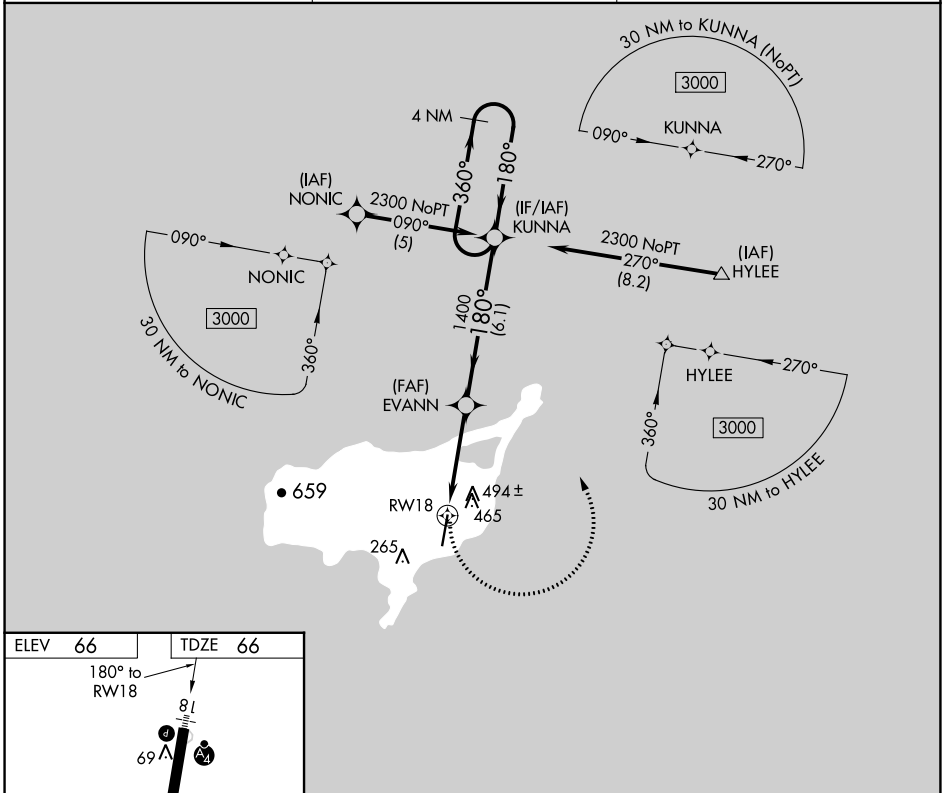 30 NM to KUNNA (NoPT)
3000
KUNNA
090°
270°
4 NM
360°
180°
(IAF)
NONIC
2300 NoPT
090°
(5)
(IF/IAF)
KUNNA
2300 NoPT
270°
(8.2)
(IAF)
HYLEE
090°
NONIC
3000
360°
30 NM to NONIC
1400
180°
(6.1)
HYLEE
270°
360°
3000
30 NM to HYLEE
(FAF)
EVANN
659
RW18
494 ±
465
265
ELEV 66
TDZE 66
180° to
RW18
18
P
69
A4